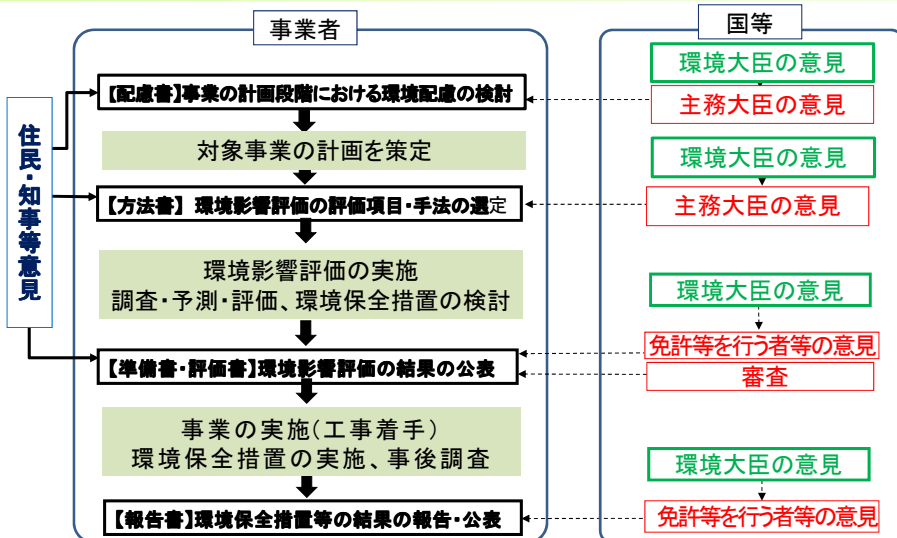 事業者
国等
住民・知事等意見
【配慮書】事業の計画段階における環境配慮の検討
環境大臣の意見
主務大臣の意見
対象事業の計画を策定
環境大臣の意見
【方法書】 環境影響評価の評価項目・手法の選定
主務大臣の意見
環境影響評価の実施
調査・予測・評価、環境保全措置の検討
環境大臣の意見
免許等を行う者等の意見
【準備書・評価書】環境影響評価の結果の公表
審査
事業の実施(工事着手)
環境保全措置の実施、事後調査
環境大臣の意見
【報告書】環境保全措置等の結果の報告・公表
免許等を行う者等の意見